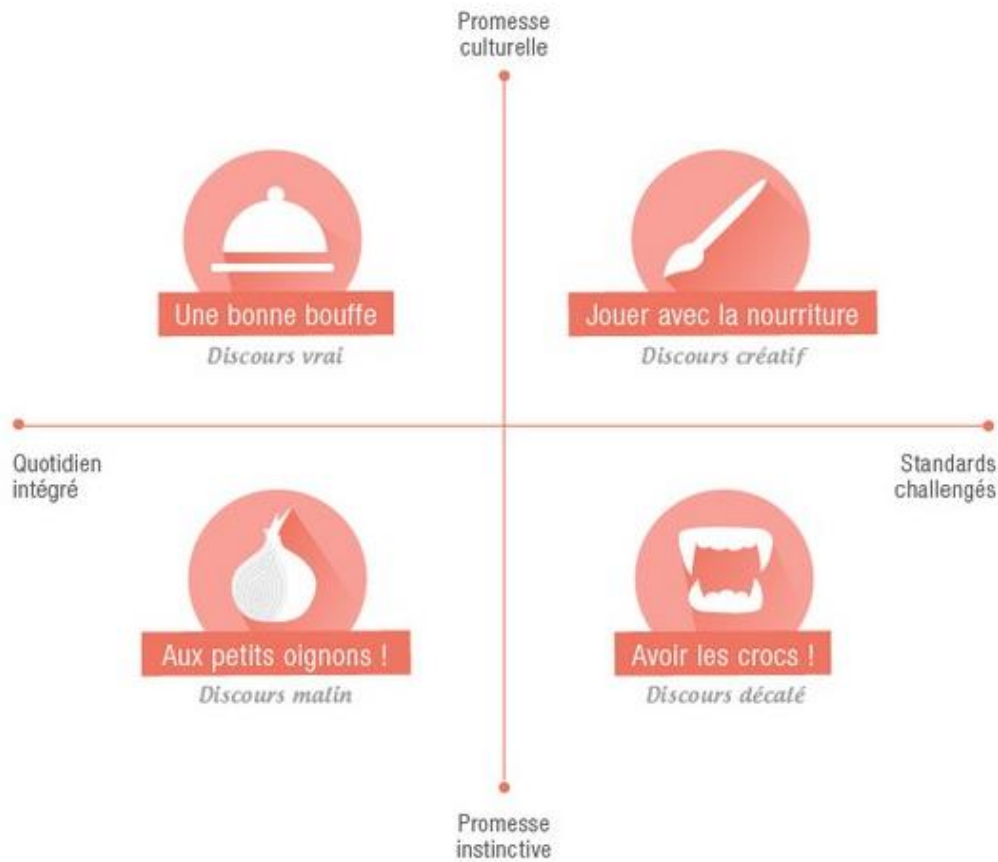 Promesse
culturelle
Une bonne bouffe
Discours vrai
Jouer avec la nourriture
Discours créatif
Quotidien
intégré
Standards
challengés
Aux petits oignons !
Discours malin
Avoir les crocs !
Discours décalé
Promesse
instinctive